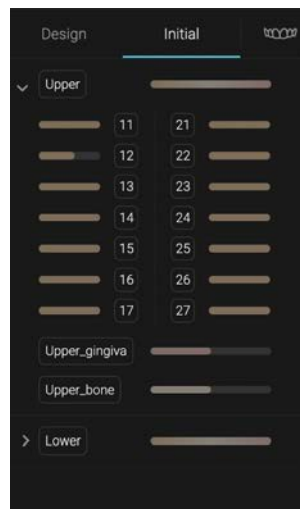 Design Initial
Upper
11 21
12 22
13 23
14 24
15 25
16 26
17 27
Upper_gingiva
Upper_bone
Lower